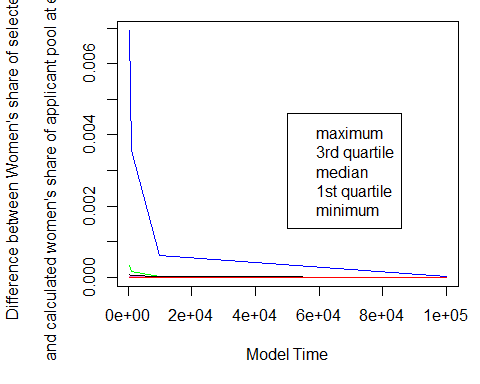 Difference between Women's share of selecte
and calculated women's share of applicant pool at e
0.006
0.004
0.002
0.000
maximum
3rd quartile
median
1st quartile
minimum
0e+00 2e+04 4e+04 6e+04 8e+04 1e+05
Model Time